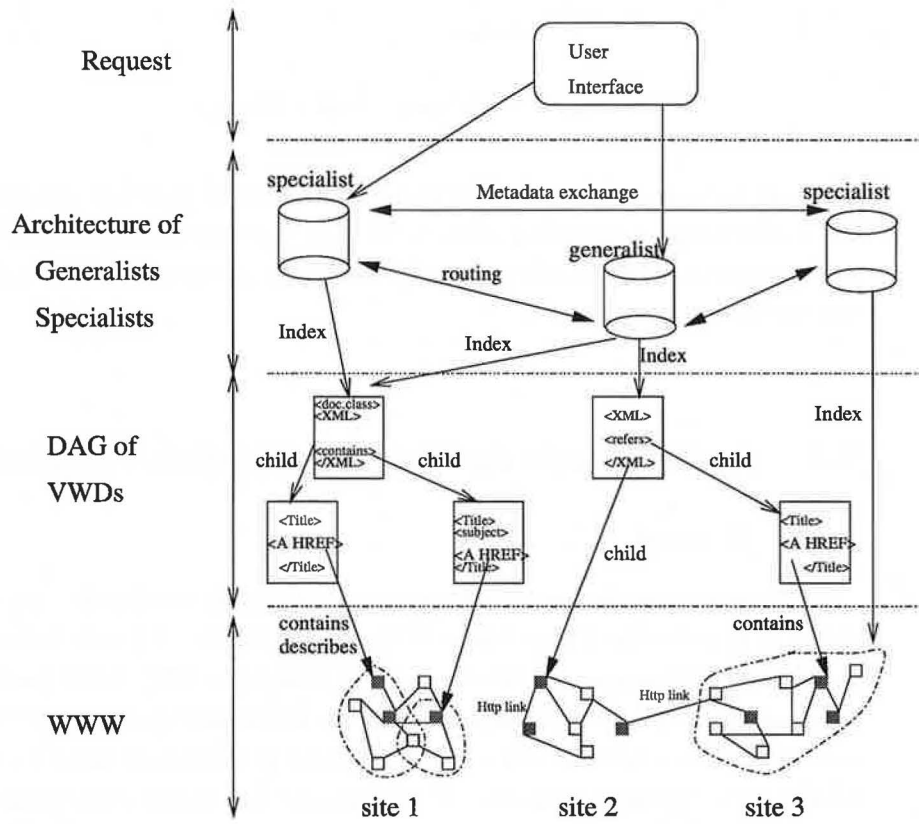 Request
User
Interface
specialist
Metadata exchange
specialist
Architecture of
Generalists
Specialists
generalist
routing
Index
Index
Index
Index
DAG of
VWDs
<doc.class>
<XML>
<contains>
</XML>
<XML>
<refers>
</XML>
child
child
child
child
<Title>
<A HREF>
</Title>
<Title>
<subject>
<A HREF>
</Title>
<Title>
<A HREF>
</Title>
contains
describes
contains
WWW
Http link
Http link
site 1
site 2
site 3